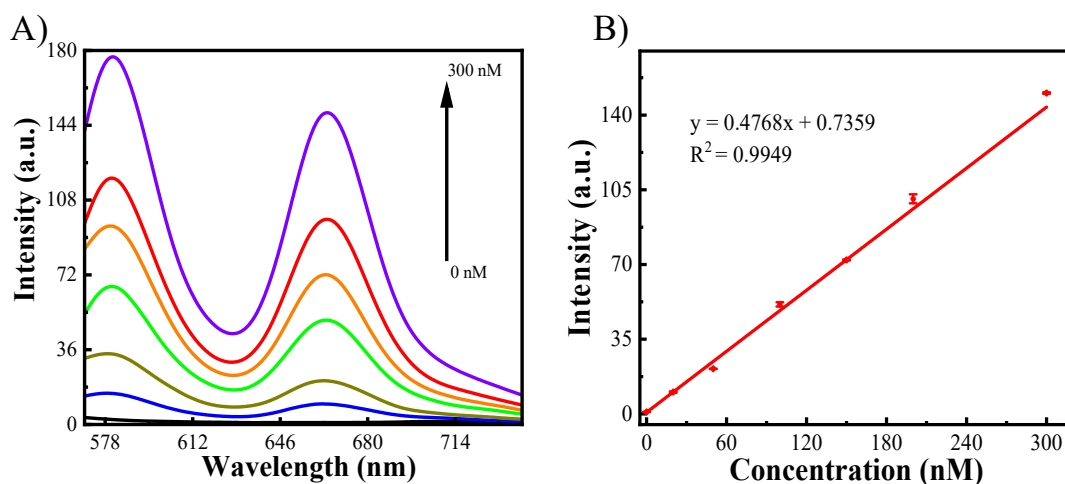 A)
180
144
108
72
36
0
Intensity (a.u.)
300 nM
0 nM
578 612 646 680 714
Wavelength (nm)
B)
140
105
70
35
0
Intensity (a.u.)
y = 0.4768x + 0.7359
R² = 0.9949
0 60 120 180 240 300
Concentration (nM)